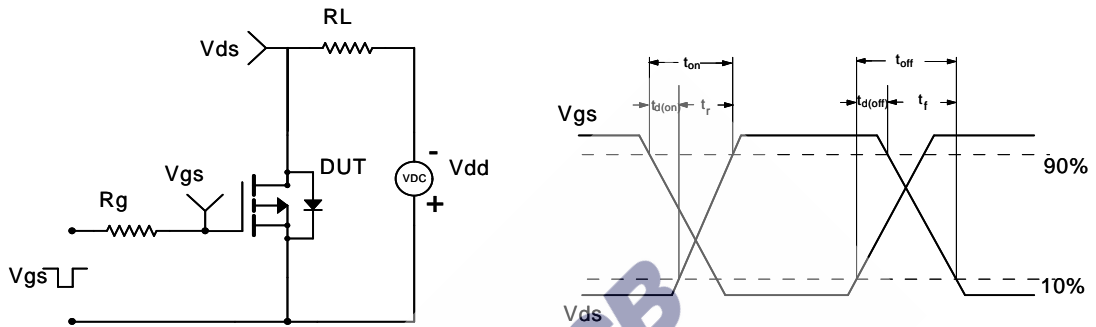 RL
Vds
Vgs
DUT
VDC
-
+
Vdd
Rg
Vgs
ton
toff
td(on)
tr
td(off)
tf
Vgs
90%
10%
Vds